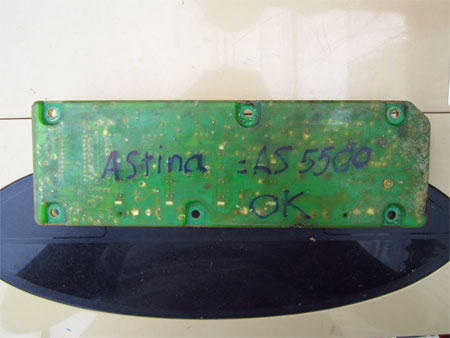 Astina = AS 5500
OK